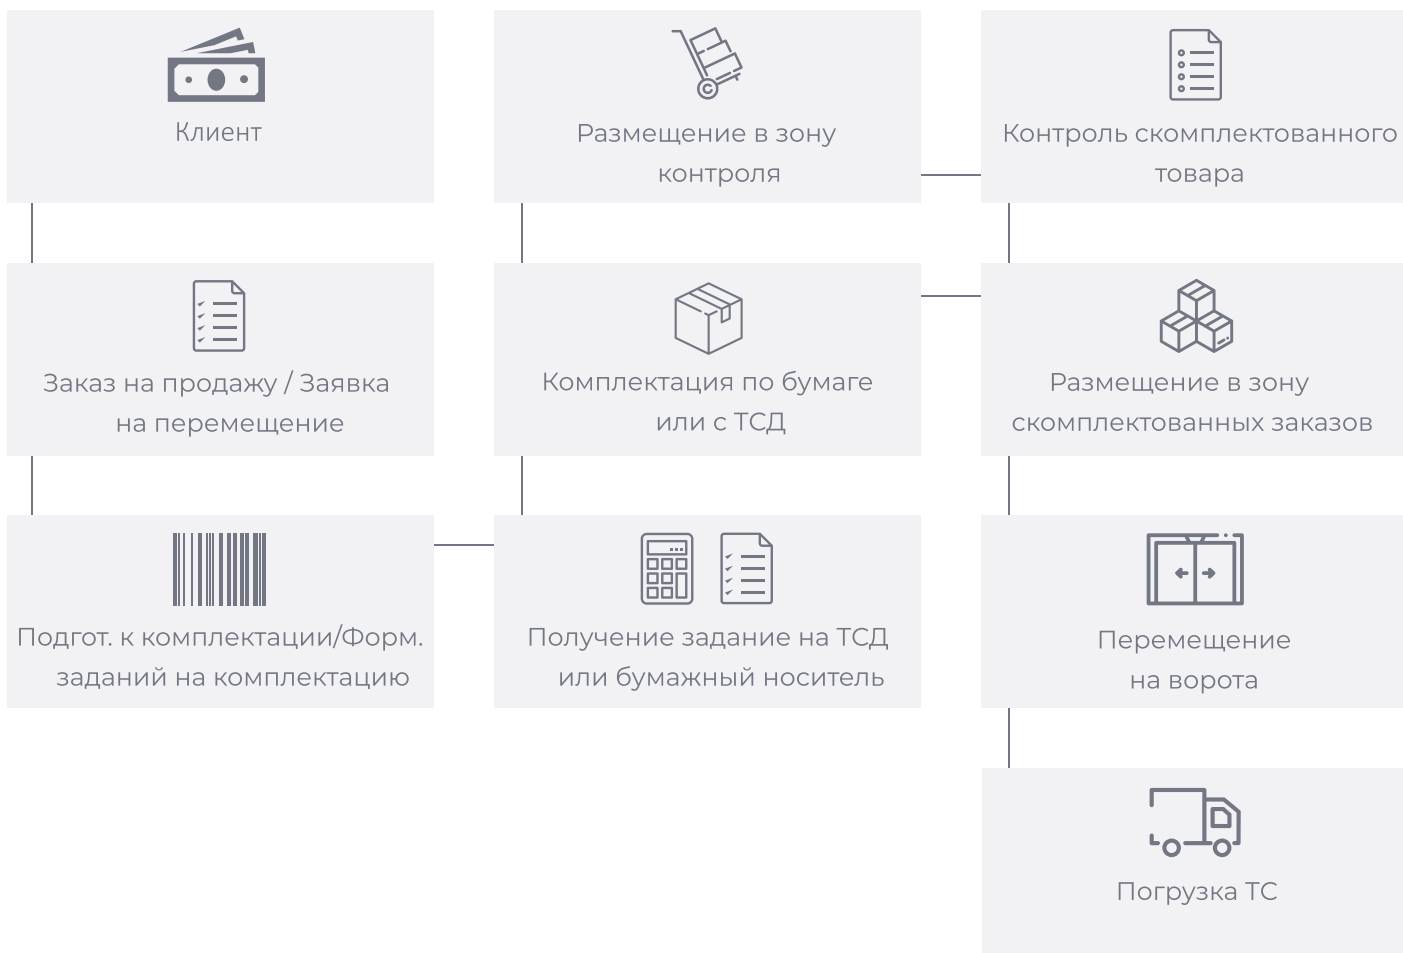 Клиент
Размещение в зону
контроля
Контроль скомплектованного
товара
Заказ на продажу / Заявка
на перемещение
Комплектация по бумаге
или с ТСД
Размещение в зону
скомплектованных заказов
Подгот. к комплектации/Форм.
заданий на комплектацию
Получение задание на ТСД
или бумажный носитель
Перемещение
на ворота
Погрузка ТС